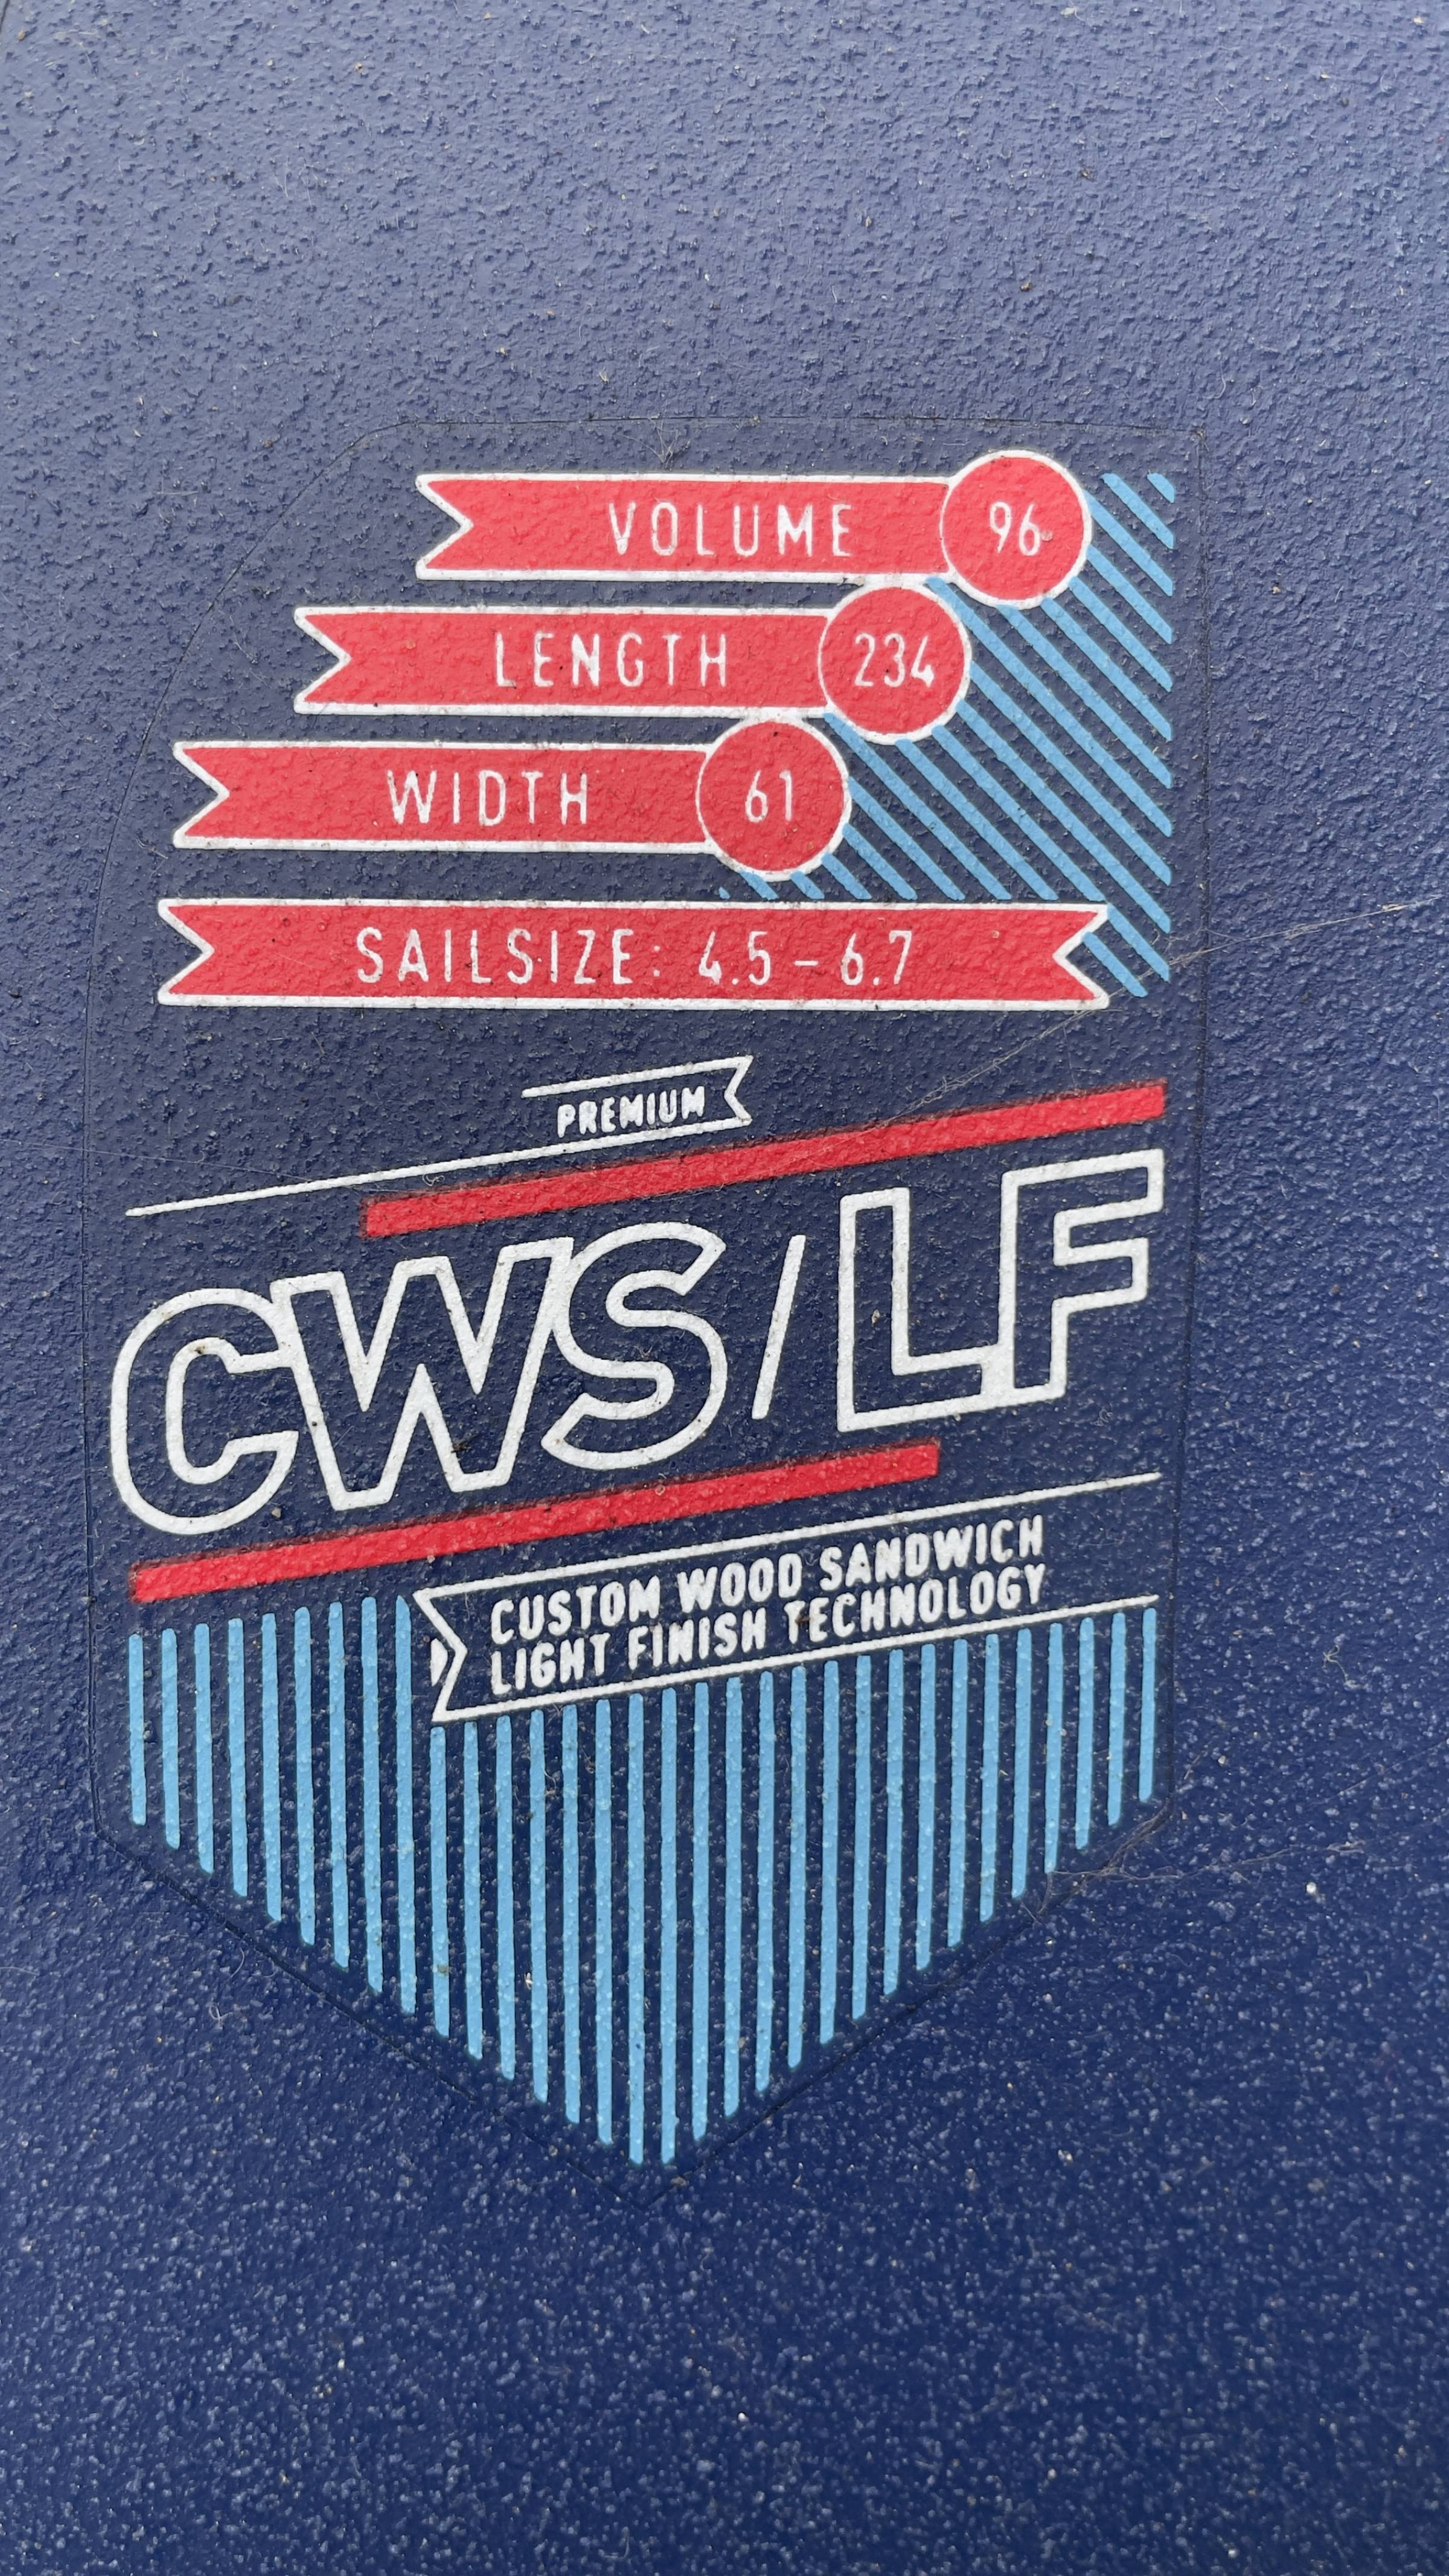 VOLUME 96
LENGTH 234
WIDTH 61
SAILSIZE: 4.5 – 6.7
PREMIUM
CWS/LF
CUSTOM WOOD SANDWICH
LIGHT FINISH TECHNOLOGY